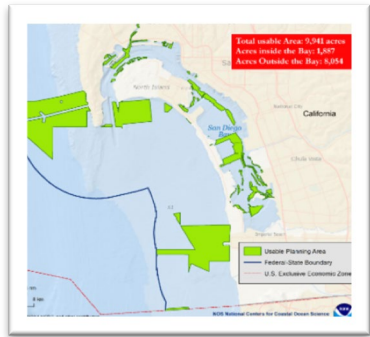 Total usable Area: 9,941 acres
Acres inside the Bay: 1,887
Acres Outside the Bay: 8,054
North Island
California
San Diego
Bay
Chula Vista
Usable Planning Area
Federal-State Boundary
U.S. Exclusive Economic Zone
NOS National Centers for Coastal Ocean Science